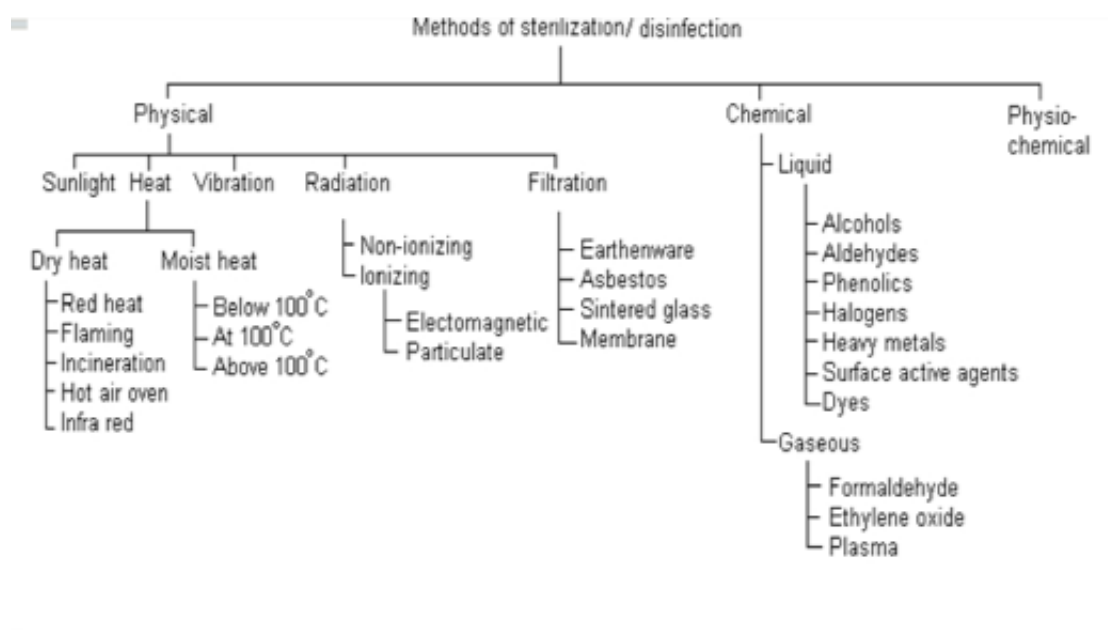 Methods of sterilization/ disinfection
Physical
Chemical
Physio-
chemical
Sunlight Heat Vibration Radiation Filtration
Liquid
Dry heat
Moist heat
Red heat
Flaming
Incineration
Hot air oven
Infra red
Below 100°C
At 100°C
Above 100°C
Non-ionizing
Ionizing
Electomagnetic
Particulate
Earthenware
Asbestos
Sintered glass
Membrane
Alcohols
Aldehydes
Phenolics
Halogens
Heavy metals
Surface active agents
Dyes
Gaseous
Formaldehyde
Ethylene oxide
Plasma